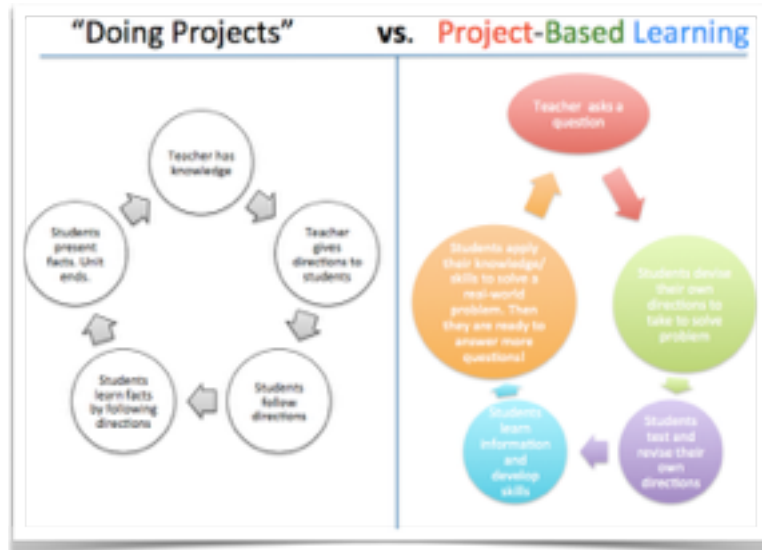 "Doing Projects" vs. Project-Based Learning
Teacher has
knowledge
Teacher
gives
directions to
students
Students
follow
directions
Students
learn facts
by following
directions
Students
present
facts. Unit
ends.
Teacher asks a
question
Students devise
their own
directions to
take to solve
problem
Students
test and
revise their
own
directions
Students
learn
information
and
develop
skills
Students apply
their knowledge/
skills to solve a
real-world
problem. Then
they are ready to
answer more
questions!